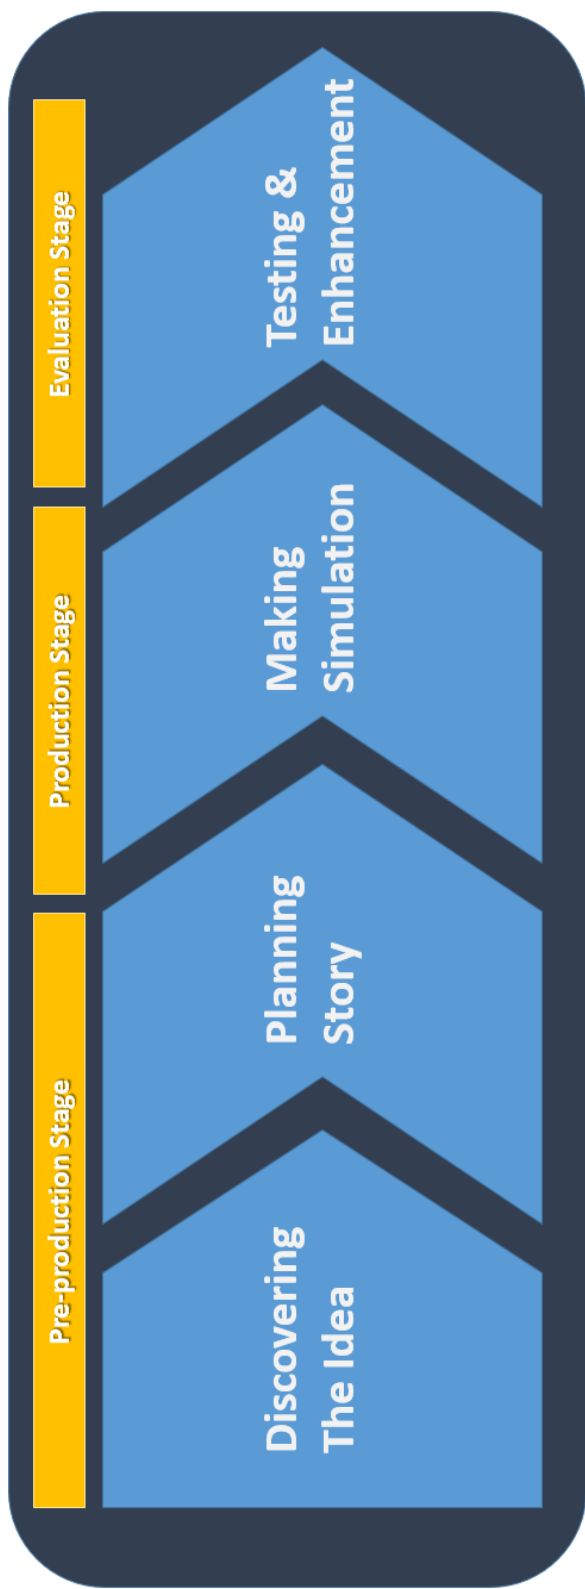 Pre-production Stage
Production Stage
Evaluation Stage
Discovering
The Idea
Planning
Story
Making
Simulation
Testing &
Enhancement